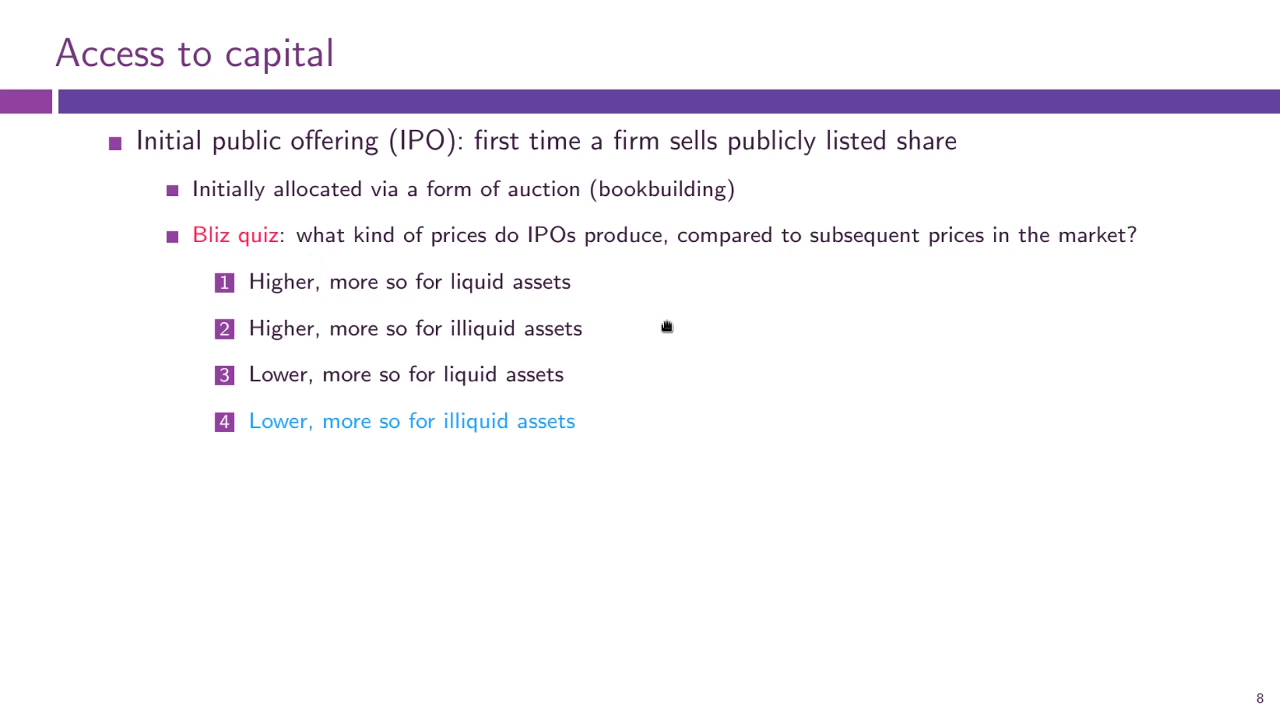 Access to capital
Initial public offering (IPO): first time a firm sells publicly listed share
Initially allocated via a form of auction (bookbuilding)
Bliz quiz: what kind of prices do IPOs produce, compared to subsequent prices in the market?
1 Higher, more so for liquid assets
2 Higher, more so for illiquid assets
3 Lower, more so for liquid assets
4 Lower, more so for illiquid assets
8